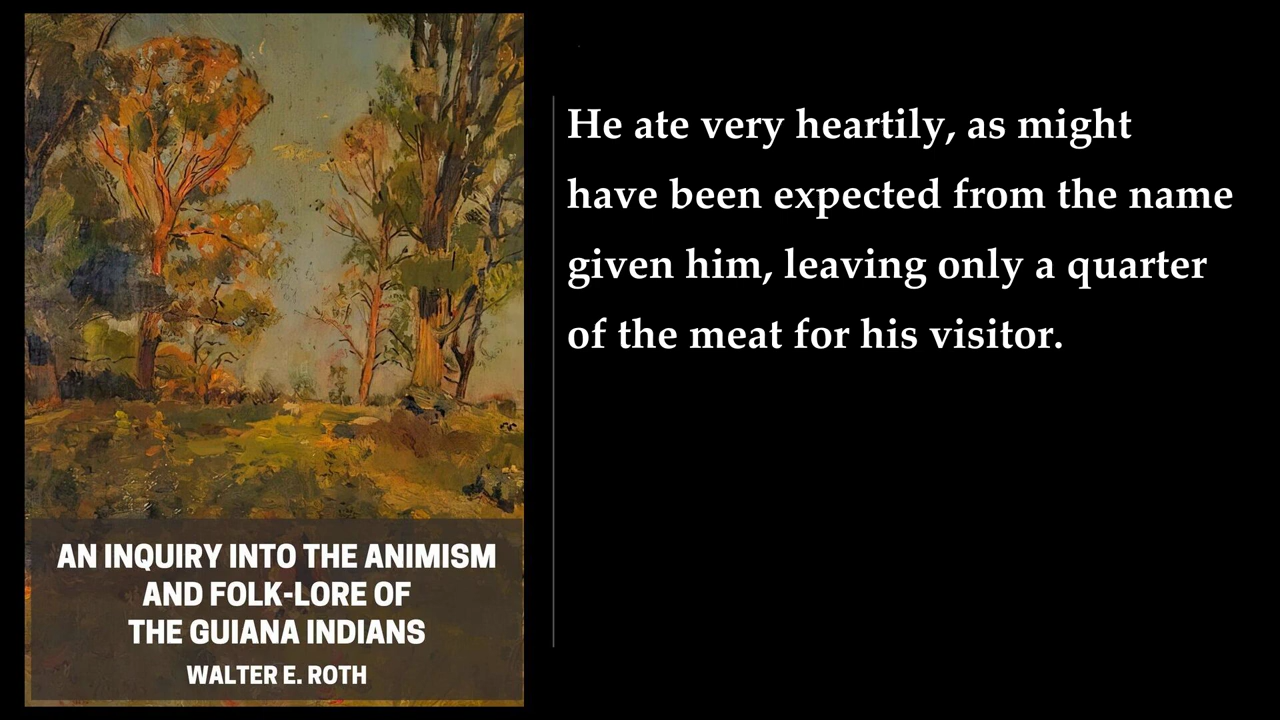 He ate very heartily, as might
have been expected from the name
given him, leaving only a quarter
of the meat for his visitor.
AN INQUIRY INTO THE ANIMISM
AND FOLK-LORE OF
THE GUIANA INDIANS
WALTER E. ROTH